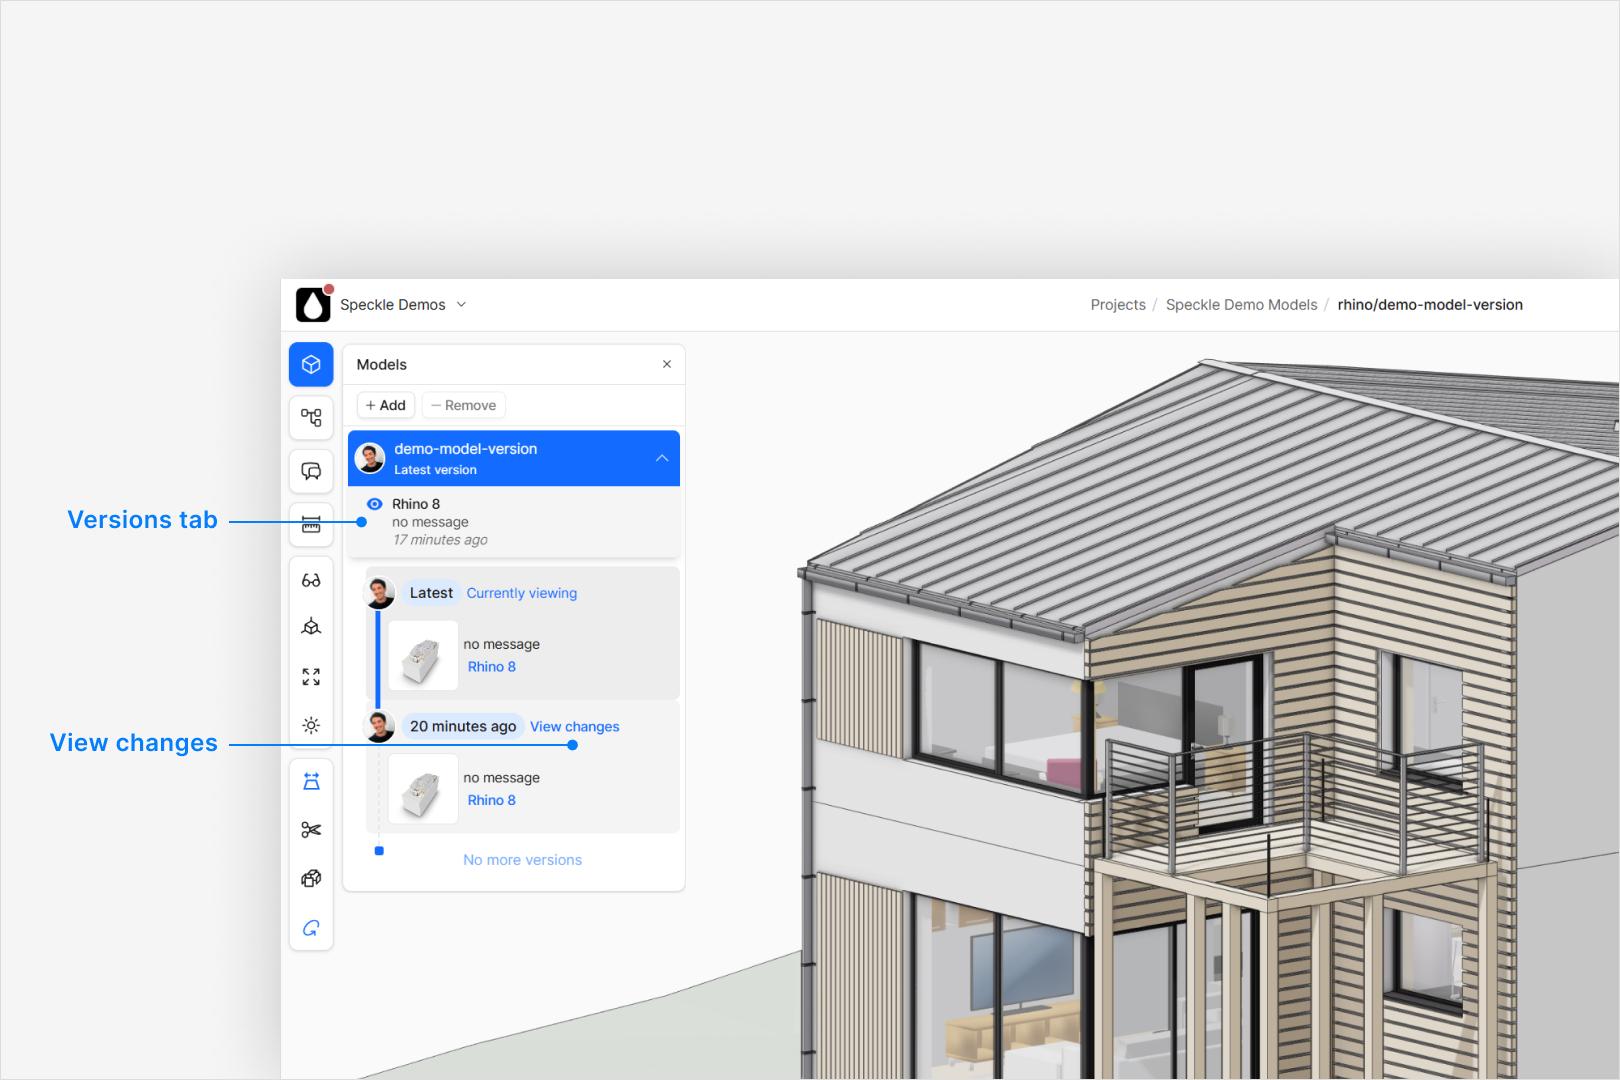 Speckle Demos
Projects / Speckle Demo Models / rhino/demo-model-version
Models
+ Add
− Remove
demo-model-version
Latest version
Rhino 8
no message
17 minutes ago
Versions tab
Latest
Currently viewing
no message
Rhino 8
20 minutes ago
View changes
View changes
no message
Rhino 8
No more versions